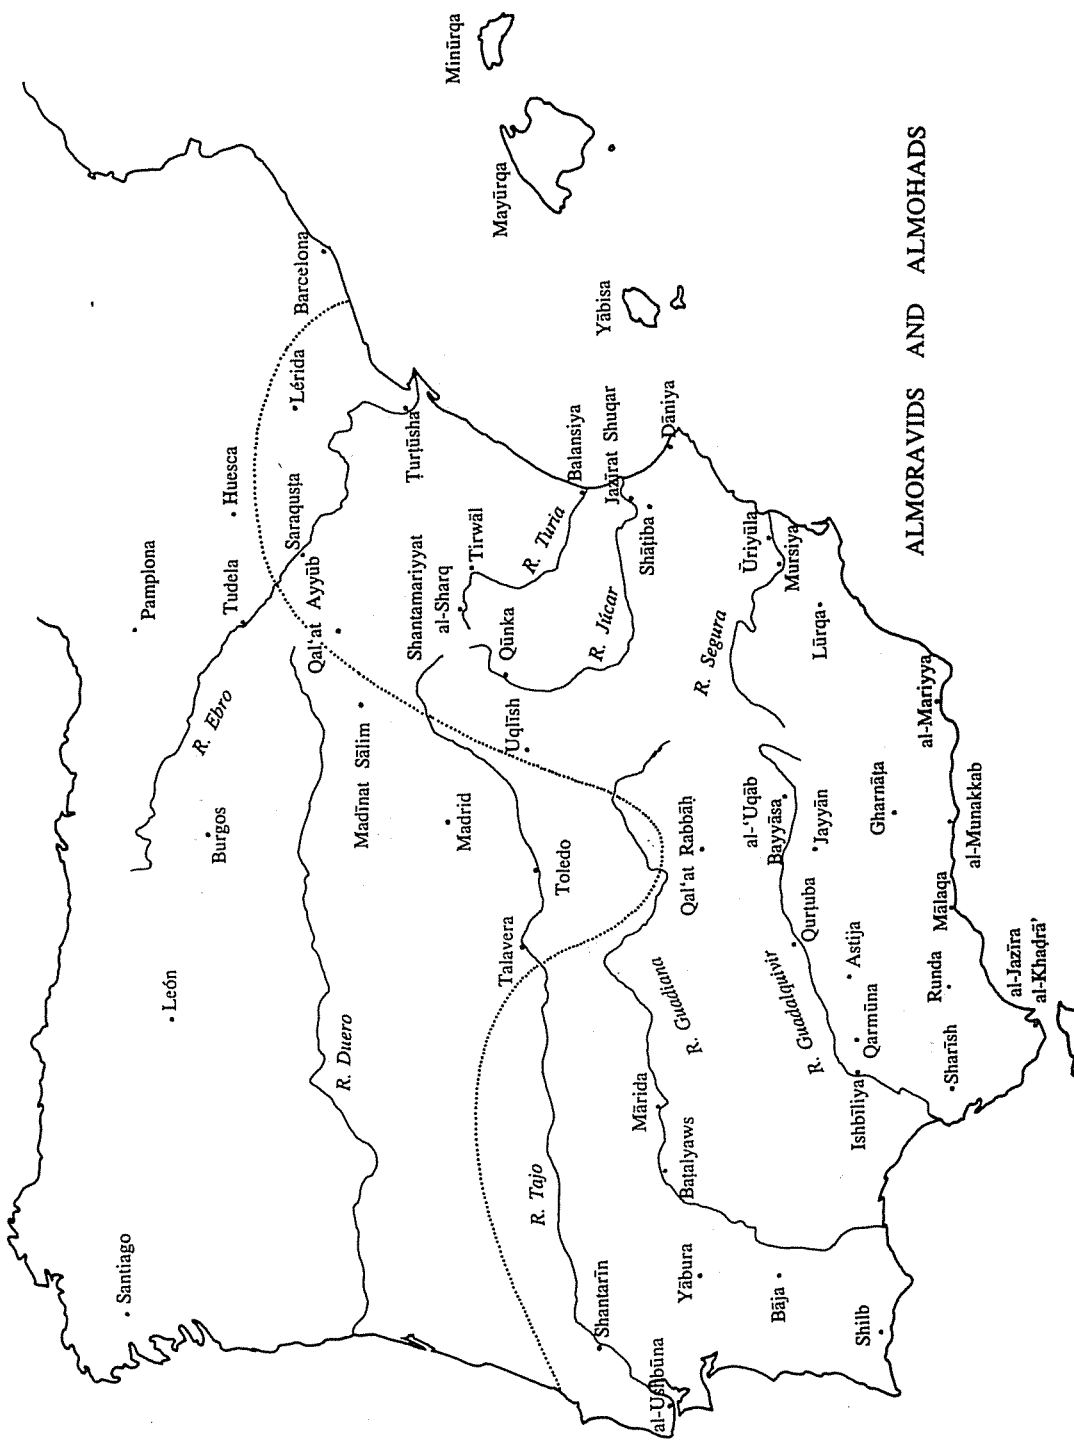 Santiago
León
Burgos
Pamplona
R. Ebro
Tudela
Huesca
Saraqusṭa
Lérida
Barcelona
R. Duero
Qal‘at Ayyūb
Madīnat Sālim
Ṭurṭūsha
Minūrqa
Mayūrqa
Madrid
Shantamariyyat
al-Sharq
Tirwāl
Talavera
Toledo
Uqlīsh
Qūnka
R. Turia
Balansiya
Yābisa
R. Tajo
Shantarīn
al-Ushbūna
R. Júcar
Jazīrat Shuqar
Shāṭiba
Dāniya
Mārida
Baṭalyaws
R. Guadiana
Qal‘at Rabbāḥ
Yābura
R. Segura
al-‘Uqāb
Bayyāsa
Ūriyūla
Mursiya
Bāja
R. Guadalquivir
Qurṭuba
Jayyān
Lūrqa
Shilb
Ishbīliya
Qarmūna
Astija
Gharnāṭa
al-Mariyya
Sharīsh
Runda
Mālaqa
al-Munakkab
al-Jazīra
al-Khaḍrā’
ALMORAVIDS AND ALMOHADS